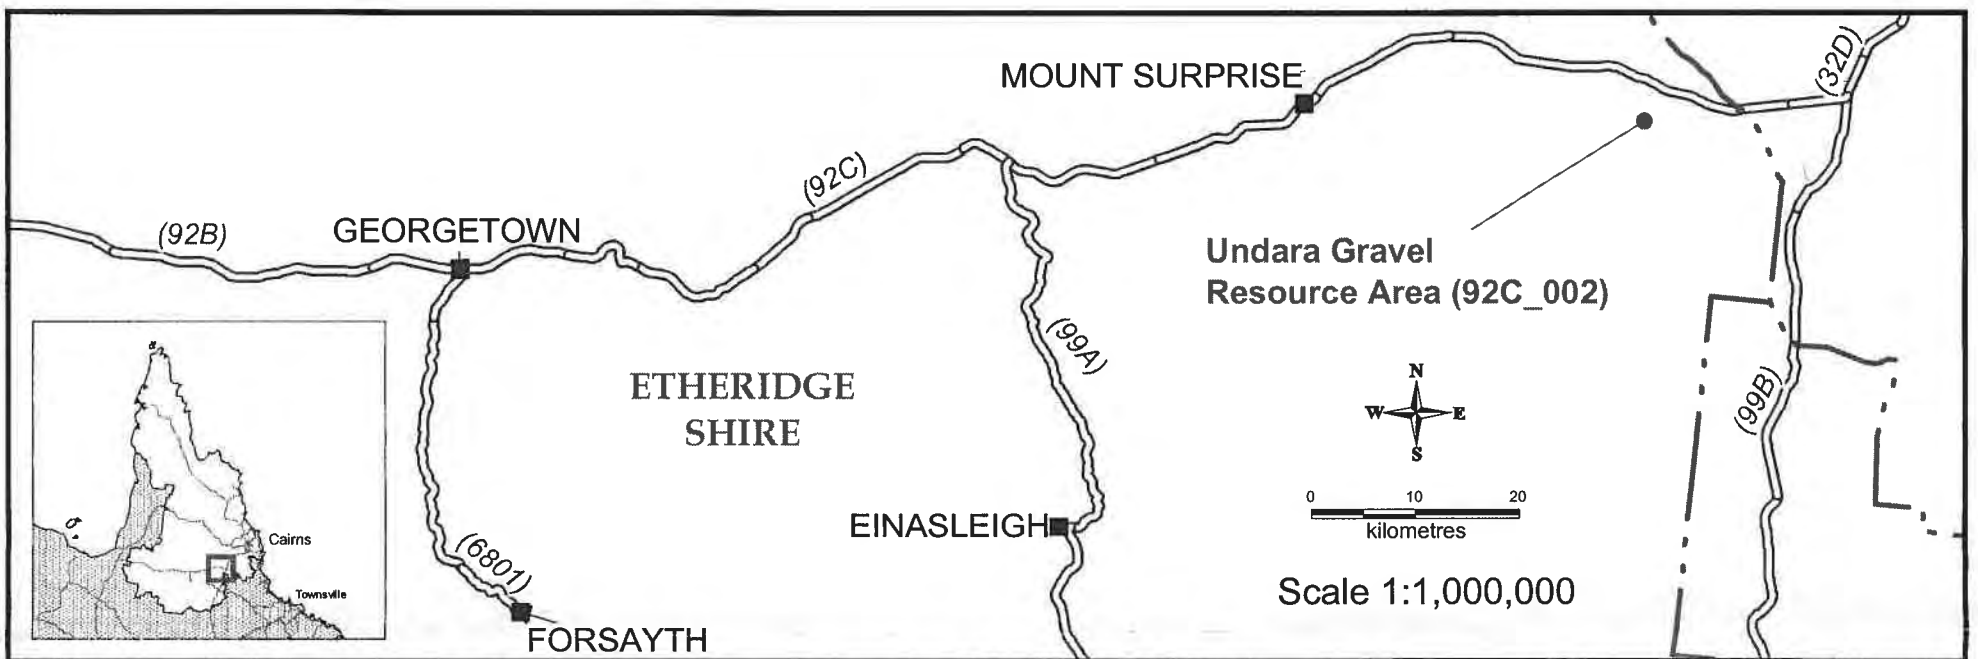 MOUNT SURPRISE
(32D)
(92C)
(92B)
GEORGETOWN
Undara Gravel
Resource Area (92C_002)
(99A)
ETHERIDGE
SHIRE
N
W
E
S
(99B)
0 10 20
kilometres
EINASLEIGH
Cairns
(6801)
Scale 1:1,000,000
Townsville
FORSAYTH